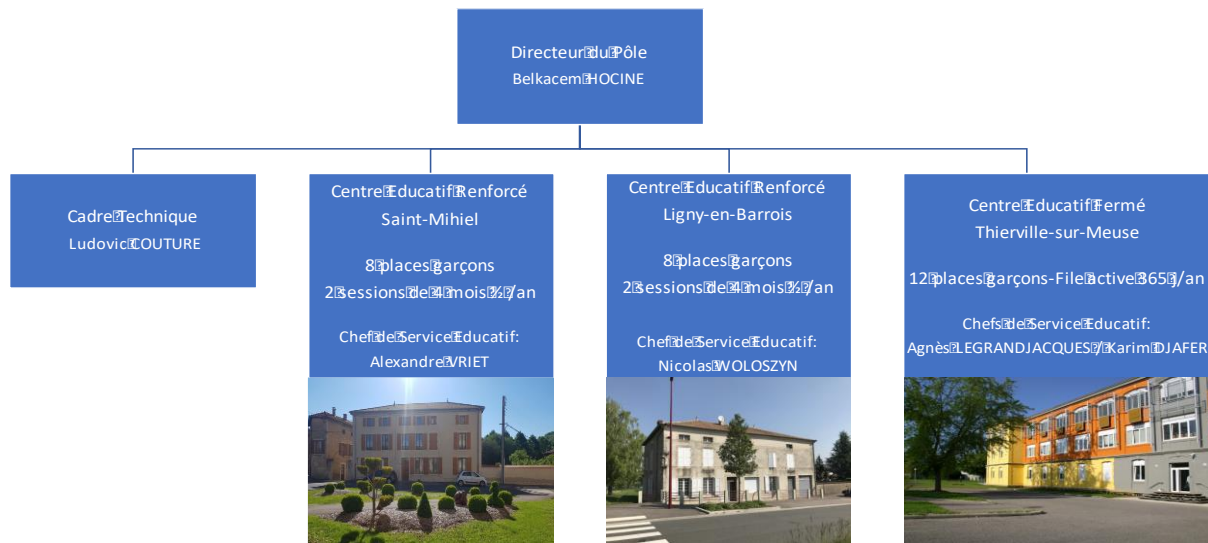 Directeur du Pôle
Belkacem HOCINE
Cadre Technique
Ludovic COUTURE
Centre Educatif Renforcé
Saint-Mihiel
8 places garçons
2 sessions de 4 mois ½ /an
Chef de Service Educatif:
Alexandre VRIET
Centre Educatif Renforcé
Ligny-en-Barrois
8 places garçons
2 sessions de 4 mois ½ /an
Chef de Service Educatif:
Nicolas WOLOSZYN
Centre Educatif Fermé
Thierville-sur-Meuse
12 places garçons-File active 365 j/an
Chefs de Service Educatif:
Agnès LEGRANDJACQUES / Karim DJAFER